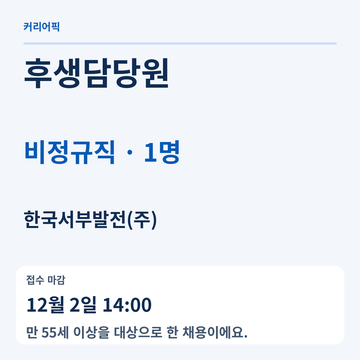 커리어픽
후생담당원
비정규직 · 1명
한국서부발전(주)
접수 마감
12월 2일 14:00
만 55세 이상을 대상으로 한 채용이에요.